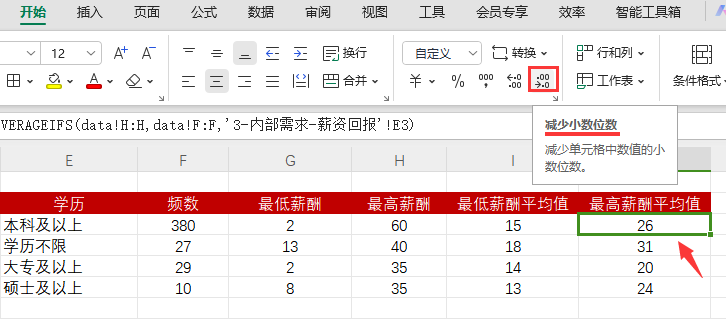 开始 插入 页面 公式 数据 审阅 视图 工具 会员专享 效率 智能工具箱
12 A+ A- 换行 自定义 转换 行和列
合并 ¥ % 000 ←.0 .00 .00 →.0 工作表 条件格式
VERAGEIFS(data!H:H,data!F:F,'3-内部需求-薪资回报'!E3)
减少小数位数
减少单元格中数值的小
数位数。
E F G H I
学历 频数 最低薪酬 最高薪酬 最低薪酬平均值 最高薪酬平均值
本科及以上 380 2 60 15 26
学历不限 27 13 40 18 31
大专及以上 29 2 35 14 20
硕士及以上 10 8 35 13 24